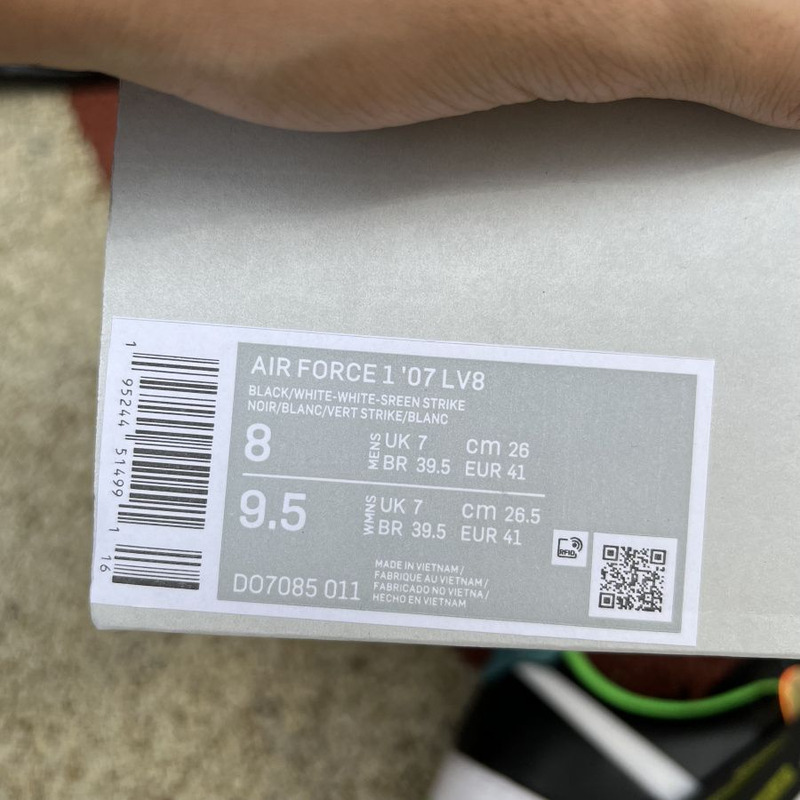 AIR FORCE 1 '07 LV8
BLACK/WHITE-WHITE-SREEN STRIKE
NOIR/BLANC/VERT STRIKE/BLANC
8 MENS UK 7 cm 26
BR 39.5 EUR 41
9.5 WMNS UK 7 cm 26.5
BR 39.5 EUR 41
RFID
DO7085 011
MADE IN VIETNAM/
FABRIQUE AU VIETNAM/
FABRICADO NO VIETNA/
HECHO EN VIETNAM
1 95244 51499 1 16